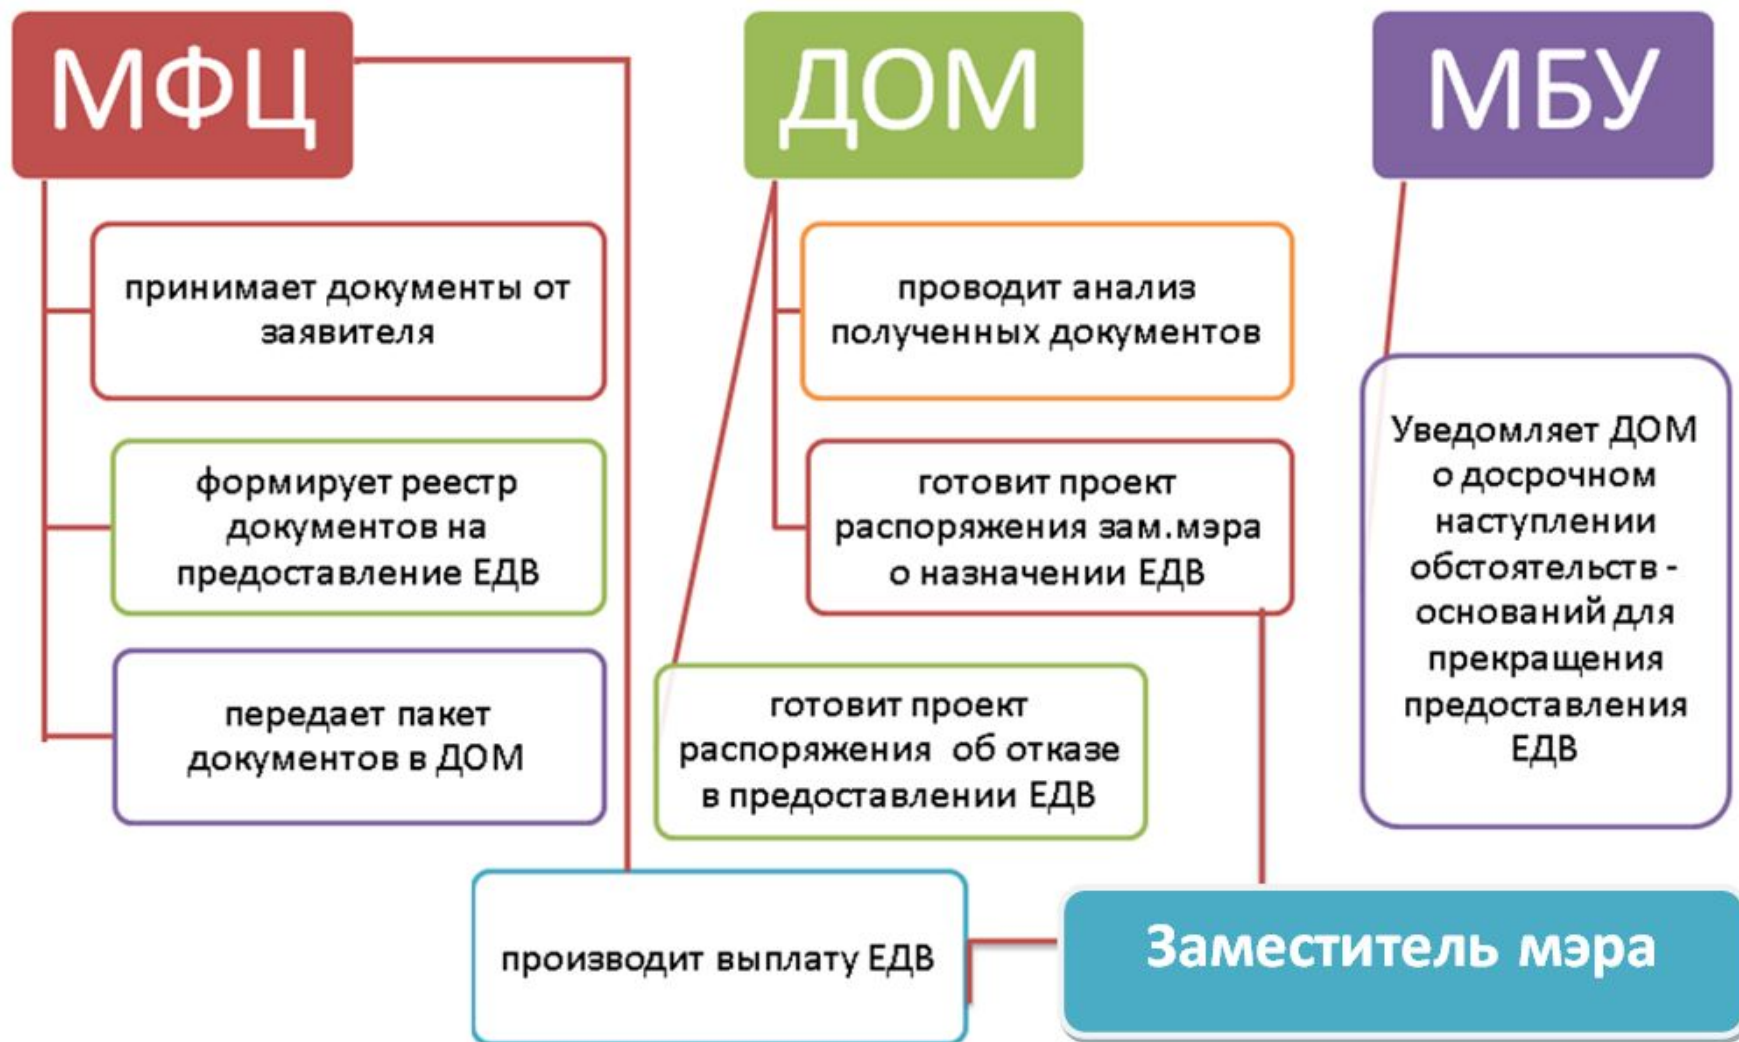 МФЦ
принимает документы от
заявителя
формирует реестр
документов на
предоставление ЕДВ
передает пакет
документов в ДОМ
ДОМ
проводит анализ
полученных документов
готовит проект
распоряжения зам.мэра
о назначении ЕДВ
готовит проект
распоряжения об отказе
в предоставлении ЕДВ
МБУ
Уведомляет ДОМ
о досрочном
наступлении
обстоятельств -
оснований для
прекращения
предоставления
ЕДВ
производит выплату ЕДВ
Заместитель мэра